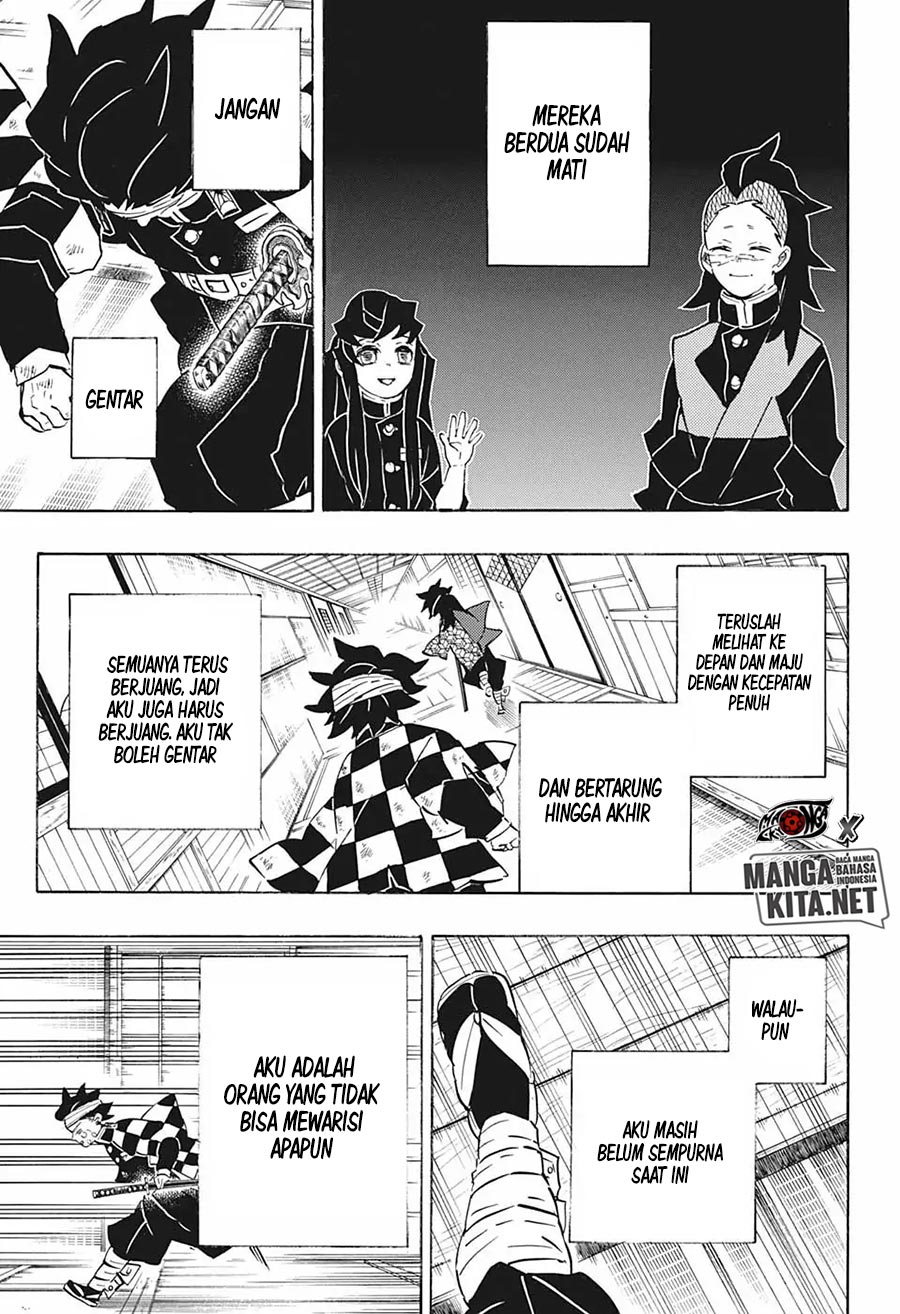 MEREKA
BERDUA SUDAH
MATI
JANGAN
GENTAR
TERUSLAH
MELIHAT KE
DEPAN DAN MAJU
DENGAN KECEPATAN
PENUH
DAN BERTARUNG
HINGGA AKHIR
SEMUANYA TERUS
BERJUANG, JADI
AKU JUGA HARUS
BERJUANG. AKU TAK
BOLEH GENTAR
X
MANGA
BACA MANGA
BAHASA
INDONESIA
KITA.NET
WALAU-
PUN
AKU MASIH
BELUM SEMPURNA
SAAT INI
AKU ADALAH
ORANG YANG TIDAK
BISA MEWARISI
APAPUN